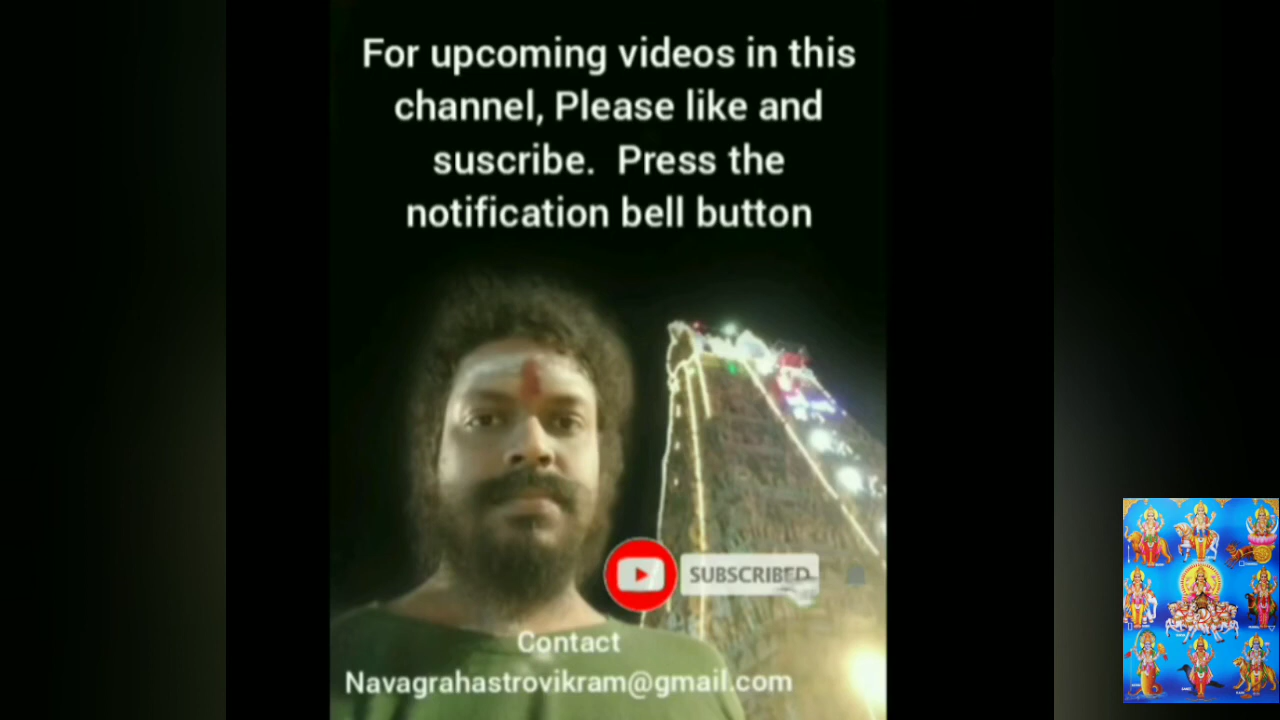 For upcoming videos in this
channel, Please like and
suscribe.  Press the
notification bell button
SUBSCRIBED
Contact
Navagrahastrovikram@gmail.com